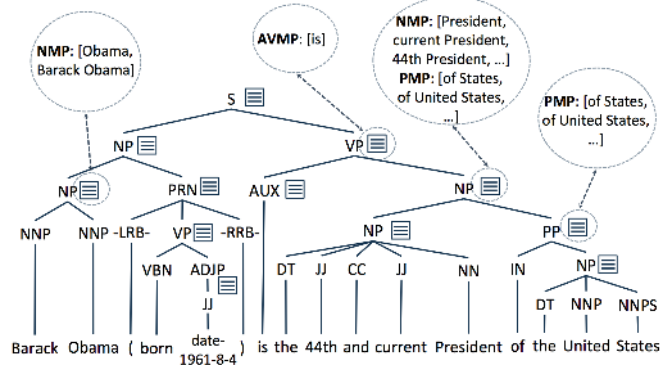 NMP: [Obama,
Barack Obama]
AVMP: [is]
NMP: [President,
current President,
44th President, ...]
PMP: [of States,
of United States,
...]
PMP: [of States,
of United States,
...]
S
NP
VP
NP
PRN
AUX
NP
NNP
NNP
-LRB-
VP
-RRB-
NP
PP
VBN
ADJP
DT
JJ
CC
JJ
NN
IN
NP
JJ
DT
NNP
NNPS
Barack Obama ( born date-1961-8-4 ) is the 44th and current President of the United States